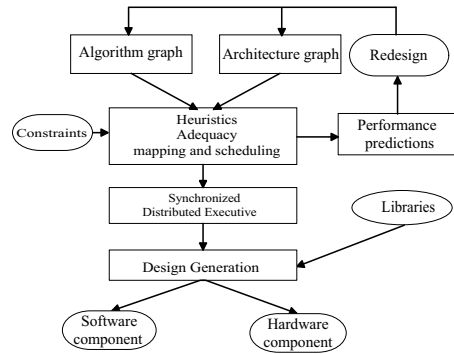 Algorithm graph
Architecture graph
Redesign
Constraints
Heuristics
Adequacy
mapping and scheduling
Performance
predictions
Synchronized
Distributed Executive
Libraries
Design Generation
Software
component
Hardware
component